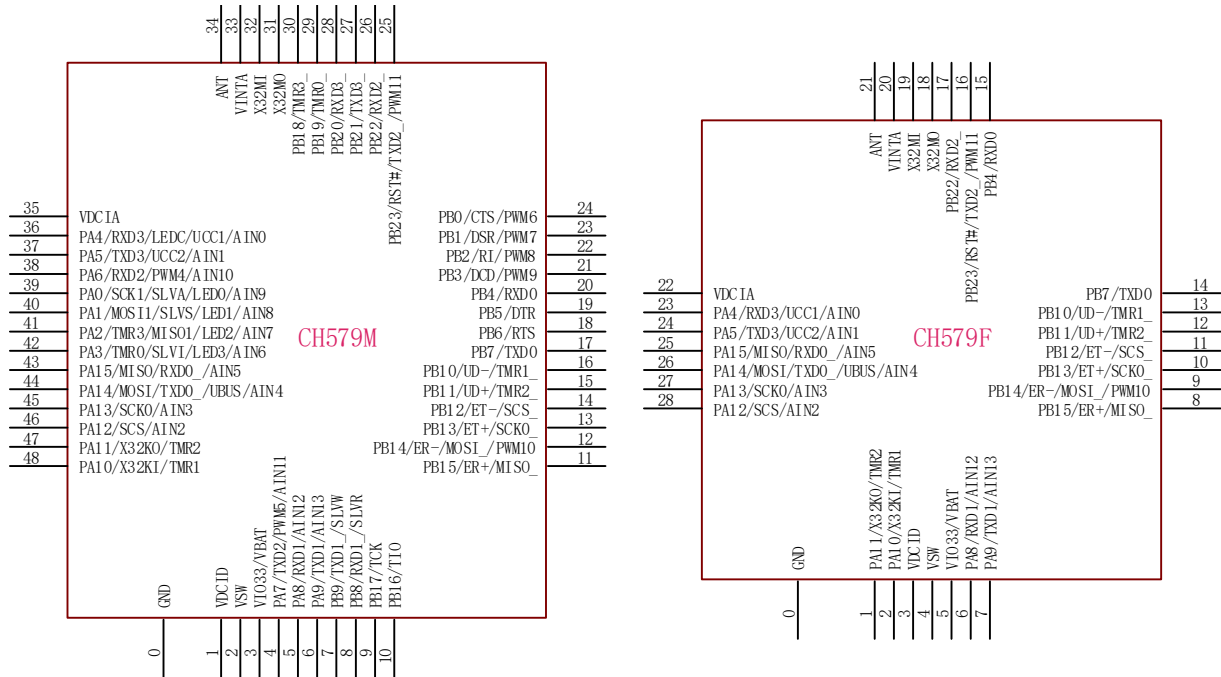 34 33 32 31 30 29 28 27 26 25
ANT
VINTA
X32MI
X32MO
PB18/TMR3_
PB19/TMR0_
PB20/RXD3_
PB21/TXD3_
PB22/RXD2_
PB23/RST#/TXD2_/PWM11
35 VDCIA
36 PA4/RXD3/LEDC/UCC1/AIN0
37 PA5/TXD3/UCC2/AIN1
38 PA6/RXD2/PWM4/AIN10
39 PA0/SCK1/SLVA/LED0/AIN9
40 PA1/MOSI1/SLVS/LED1/AIN8
41 PA2/TMR3/MISO1/LED2/AIN7
42 PA3/TMR0/SLVI/LED3/AIN6
43 PA15/MISO/RXD0_/AIN5
44 PA14/MOSI/TXD0_/UBUS/AIN4
45 PA13/SCK0/AIN3
46 PA12/SCS/AIN2
47 PA11/X32KO/TMR2
48 PA10/X32KI/TMR1
CH579M
PB0/CTS/PWM6 24
PB1/DSR/PWM7 23
PB2/RI/PWM8 22
PB3/DCD/PWM9 21
PB4/RXD0 20
PB5/DTR 19
PB6/RTS 18
PB7/TXD0 17
PB10/UD-/TMR1_ 16
PB11/UD+/TMR2_ 15
PB12/ET-/SCS_ 14
PB13/ET+/SCK0_ 13
PB14/ER-/MOSI_/PWM10 12
PB15/ER+/MISO_ 11
GND
VDCID
VSW
VIO33/VBAT
PA7/TXD2/PWM5/AIN11
PA8/RXD1/AIN12
PA9/TXD1/AIN13
PB9/TXD1_/SLVW
PB8/RXD1_/SLVR
PB17/TCK
PB16/TIO
0 1 2 3 4 5 6 7 8 9 10
21 20 19 18 17 16 15
ANT
VINTA
X32MI
X32MO
PB22/RXD2_
PB23/RST#/TXD2_/PWM11
PB4/RXD0
22 VDCIA
23 PA4/RXD3/UCC1/AIN0
24 PA5/TXD3/UCC2/AIN1
25 PA15/MISO/RXD0_/AIN5
26 PA14/MOSI/TXD0_/UBUS/AIN4
27 PA13/SCK0/AIN3
28 PA12/SCS/AIN2
CH579F
PB7/TXD0 14
PB10/UD-/TMR1_ 13
PB11/UD+/TMR2_ 12
PB12/ET-/SCS_ 11
PB13/ET+/SCK0_ 10
PB14/ER-/MOSI_/PWM10 9
PB15/ER+/MISO_ 8
GND
PA11/X32KO/TMR2
PA10/X32KI/TMR1
VDCID
VSW
VIO33/VBAT
PA8/RXD1/AIN12
PA9/TXD1/AIN13
0 1 2 3 4 5 6 7